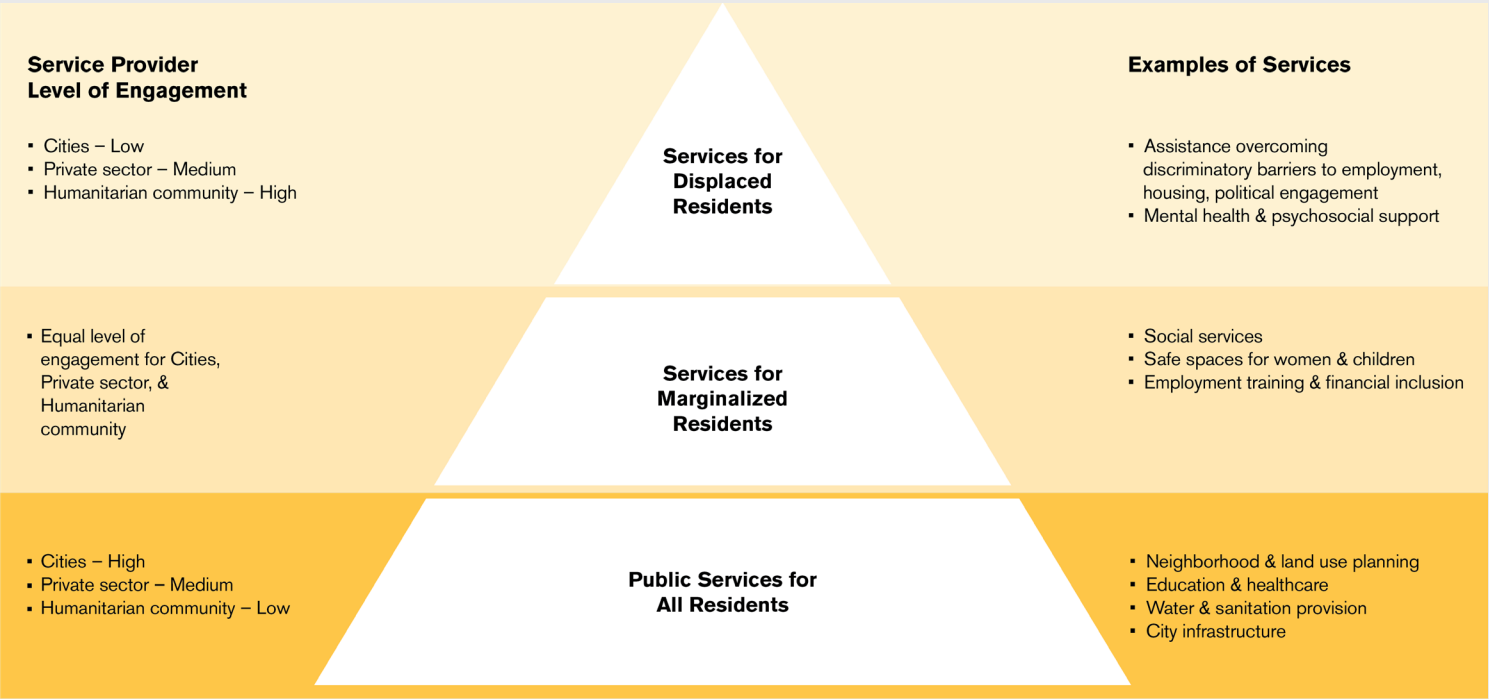 Service Provider
Level of Engagement
▪ Cities – Low
▪ Private sector – Medium
▪ Humanitarian community – High
Services for
Displaced
Residents
Examples of Services
▪ Assistance overcoming
discriminatory barriers to employment,
housing, political engagement
▪ Mental health & psychosocial support
▪ Equal level of
engagement for Cities,
Private sector, &
Humanitarian
community
Services for
Marginalized
Residents
▪ Social services
▪ Safe spaces for women & children
▪ Employment training & financial inclusion
▪ Cities – High
▪ Private sector – Medium
▪ Humanitarian community – Low
Public Services for
All Residents
▪ Neighborhood & land use planning
▪ Education & healthcare
▪ Water & sanitation provision
▪ City infrastructure